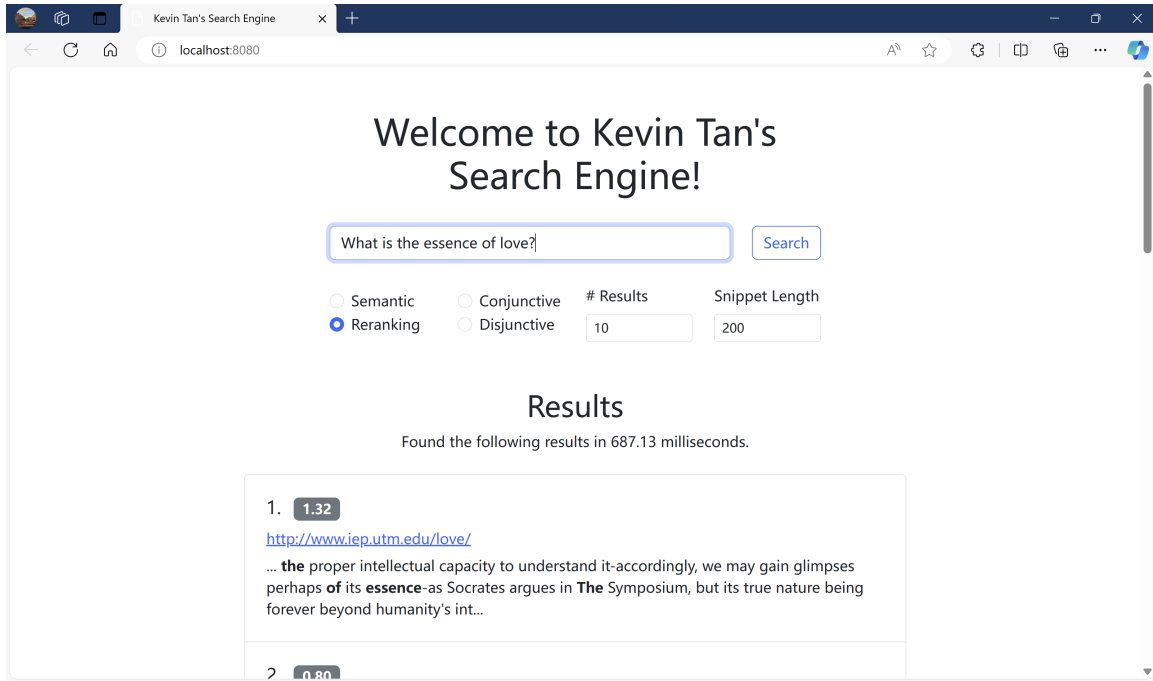 Kevin Tan's Search Engine
localhost:8080
Welcome to Kevin Tan's
Search Engine!
What is the essence of love?
Search
Semantic
Conjunctive
# Results
Snippet Length
Reranking
Disjunctive
10
200
Results
Found the following results in 687.13 milliseconds.
1. 1.32
http://www.iep.utm.edu/love/
... the proper intellectual capacity to understand it-accordingly, we may gain glimpses
perhaps of its essence-as Socrates argues in The Symposium, but its true nature being
forever beyond humanity's int...
2. 0.80